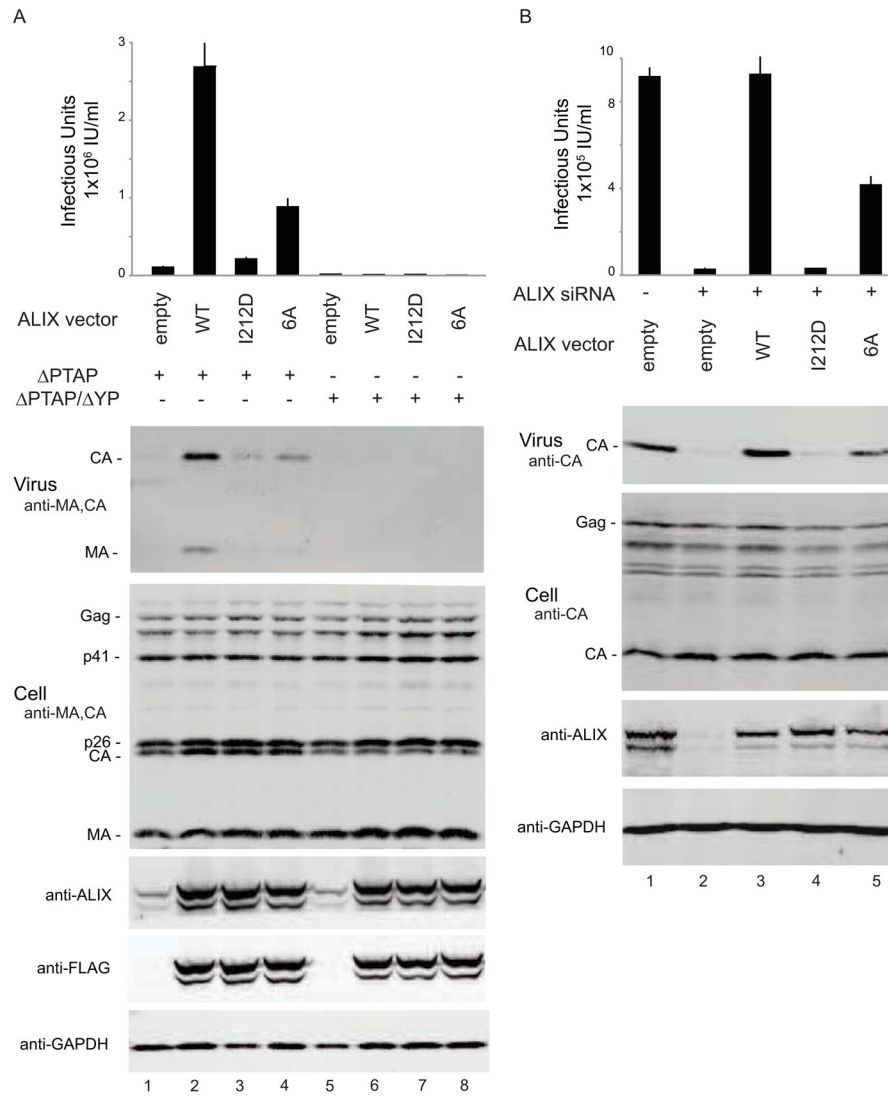 A
Infectious Units
1x10⁶ IU/ml
3
2
1
0
ALIX vector
empty
WT
I212D
6A
empty
WT
I212D
6A
ΔPTAP + + + + - - - -
ΔPTAP/ΔYP - - - - + + + +
Virus
anti-MA,CA
CA -
MA -
Cell
anti-MA,CA
Gag -
p41 -
p26 -
CA -
MA -
anti-ALIX
anti-FLAG
anti-GAPDH
1 2 3 4 5 6 7 8
B
Infectious Units
1x10⁵ IU/ml
10
8
4
0
ALIX siRNA - + + + +
ALIX vector
empty
empty
WT
I212D
6A
Virus
anti-CA
CA -
Cell
anti-CA
Gag -
CA -
anti-ALIX
anti-GAPDH
1 2 3 4 5